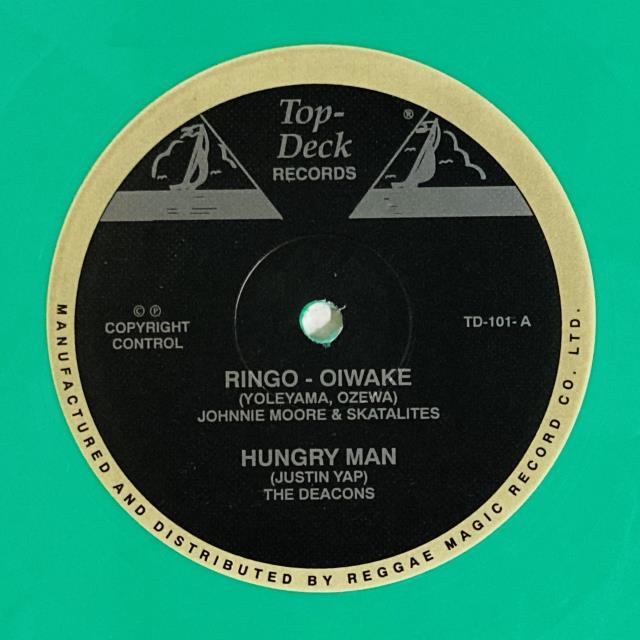 Top-
Deck
RECORDS
®
© ℗
COPYRIGHT
CONTROL
TD-101- A
RINGO - OIWAKE
(YOLEYAMA, OZEWA)
JOHNNIE MOORE & SKATALITES
HUNGRY MAN
(JUSTIN YAP)
THE DEACONS
MANUFACTURED AND DISTRIBUTED BY REGGAE MAGIC RECORD CO. LTD.